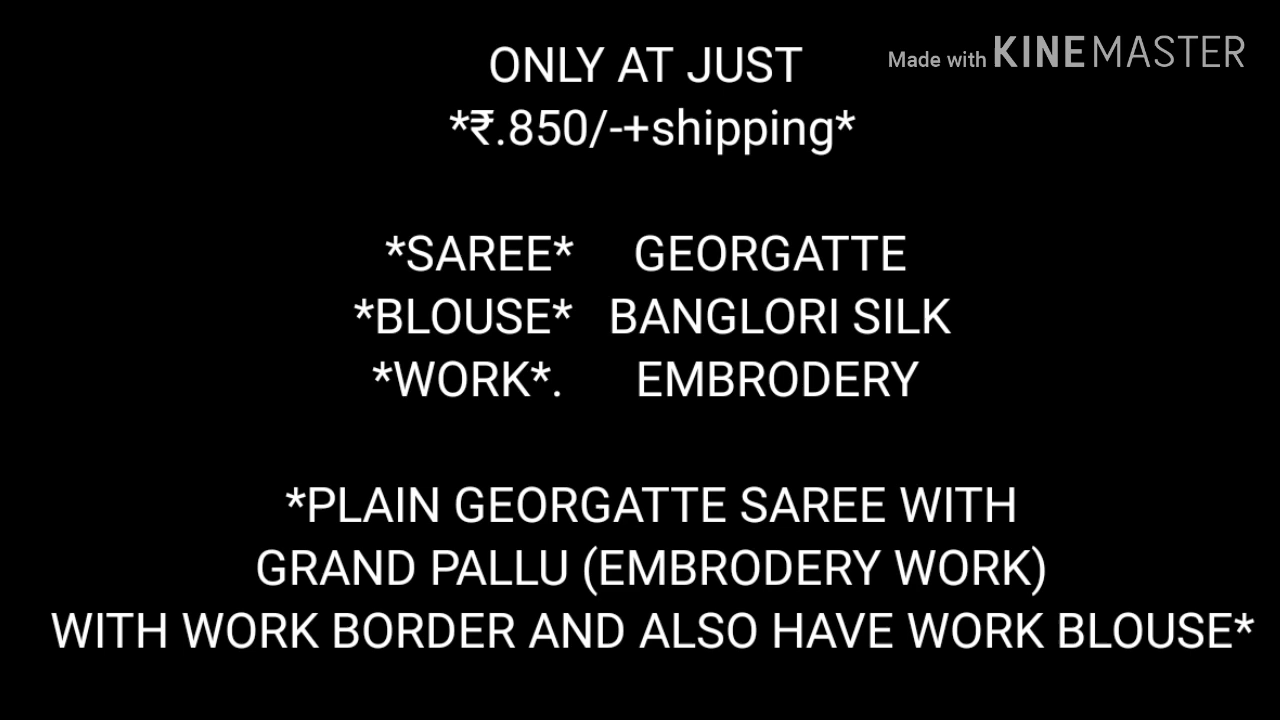 Made with KINEMASTER
ONLY AT JUST
*₹.850/-+shipping*
*SAREE* GEORGATTE
*BLOUSE* BANGLORI SILK
*WORK*. EMBRODERY
*PLAIN GEORGATTE SAREE WITH
GRAND PALLU (EMBRODERY WORK)
WITH WORK BORDER AND ALSO HAVE WORK BLOUSE*